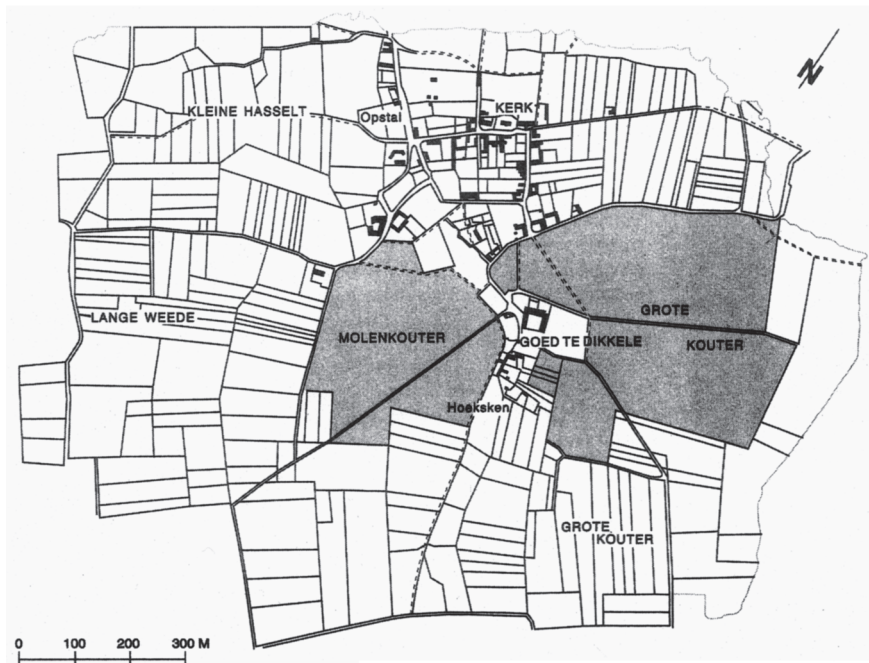 N
KLEINE HASSELT
Opstal
KERK
GROTE
LANGE WEEDE
MOLENKOUTER
GOED TE DIKKELE
KOUTER
Hoeksken
GROTE
KOUTER
0 100 200 300 M